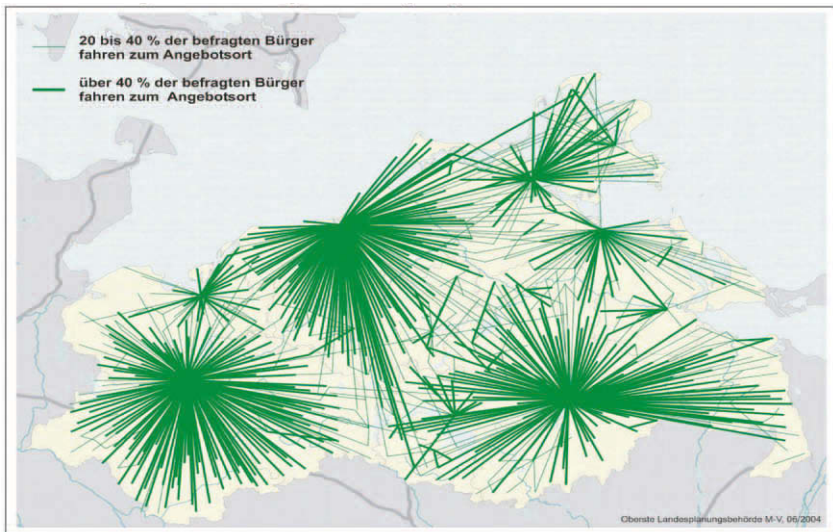 20 bis 40 % der befragten Bürger
fahren zum Angebotsort
über 40 % der befragten Bürger
fahren zum Angebotsort
Oberste Landesplanungsbehörde M-V, 06/2004